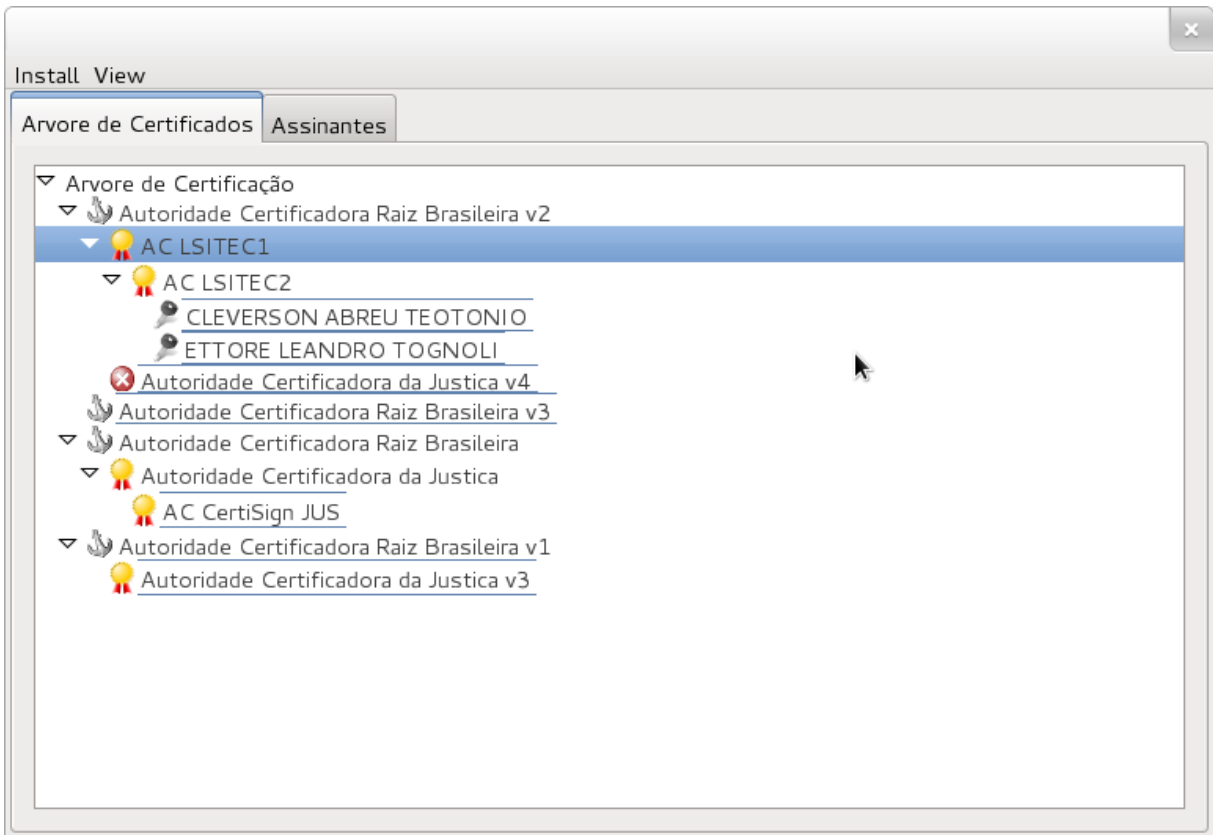 Install View
Arvore de Certificados Assinantes
Arvore de Certificação
Autoridade Certificadora Raiz Brasileira v2
AC LSITEC1
AC LSITEC2
CLEVERSON ABREU TEOTONIO
ETTORE LEANDRO TOGNOLI
Autoridade Certificadora da Justica v4
Autoridade Certificadora Raiz Brasileira v3
Autoridade Certificadora Raiz Brasileira
Autoridade Certificadora da Justica
AC CertiSign JUS
Autoridade Certificadora Raiz Brasileira v1
Autoridade Certificadora da Justica v3